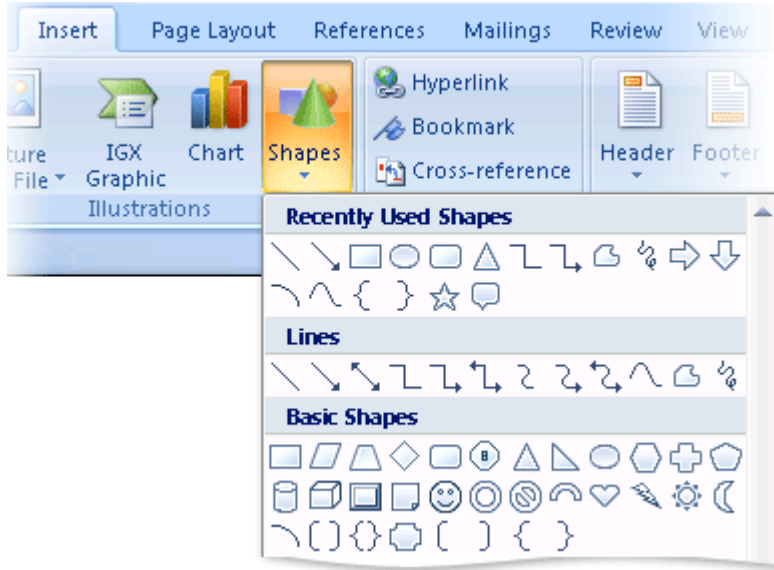 Insert Page Layout References Mailings Review View
Hyperlink
Bookmark
Cross-reference
ture
File
IGX
Graphic
Chart
Shapes
Header
Footer
Illustrations
Recently Used Shapes
Lines
Basic Shapes